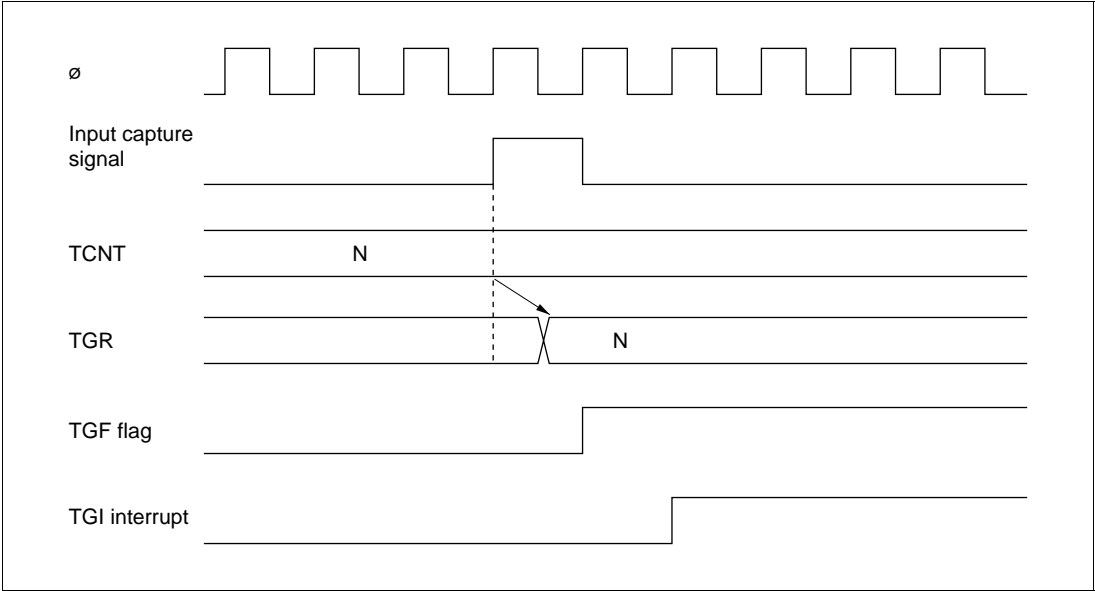 ø
Input capture
signal
TCNT
N
TGR
N
TGF flag
TGI interrupt